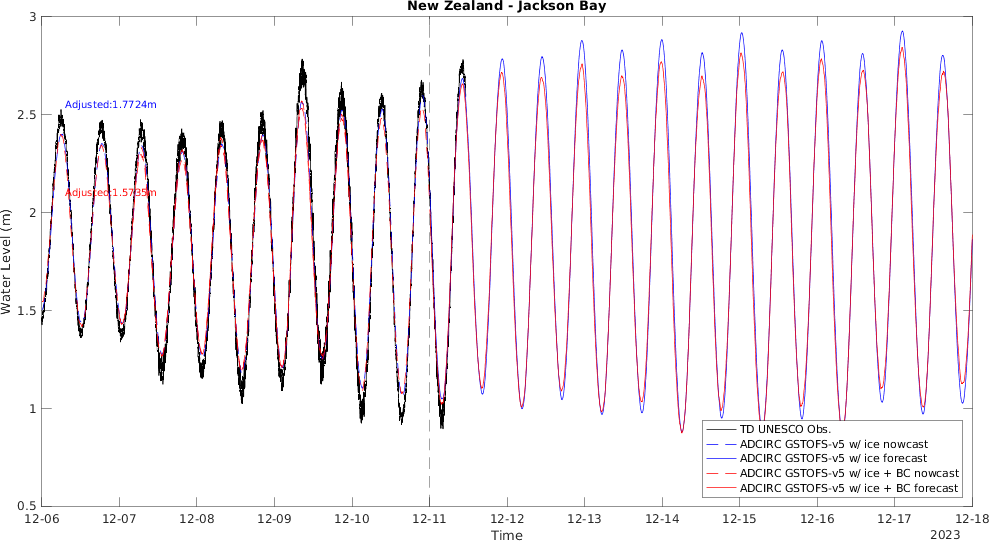 New Zealand - Jackson Bay
3
2.5
2
1.5
1
0.5
Water Level (m)
Adjusted:1.7724m
Adjusted:1.5735m
TD UNESCO Obs.
ADCIRC GSTOFS-v5 w/ ice nowcast
ADCIRC GSTOFS-v5 w/ ice forecast
ADCIRC GSTOFS-v5 w/ ice + BC nowcast
ADCIRC GSTOFS-v5 w/ ice + BC forecast
12-06 12-07 12-08 12-09 12-10 12-11 12-12 12-13 12-14 12-15 12-16 12-17 12-18
Time
2023